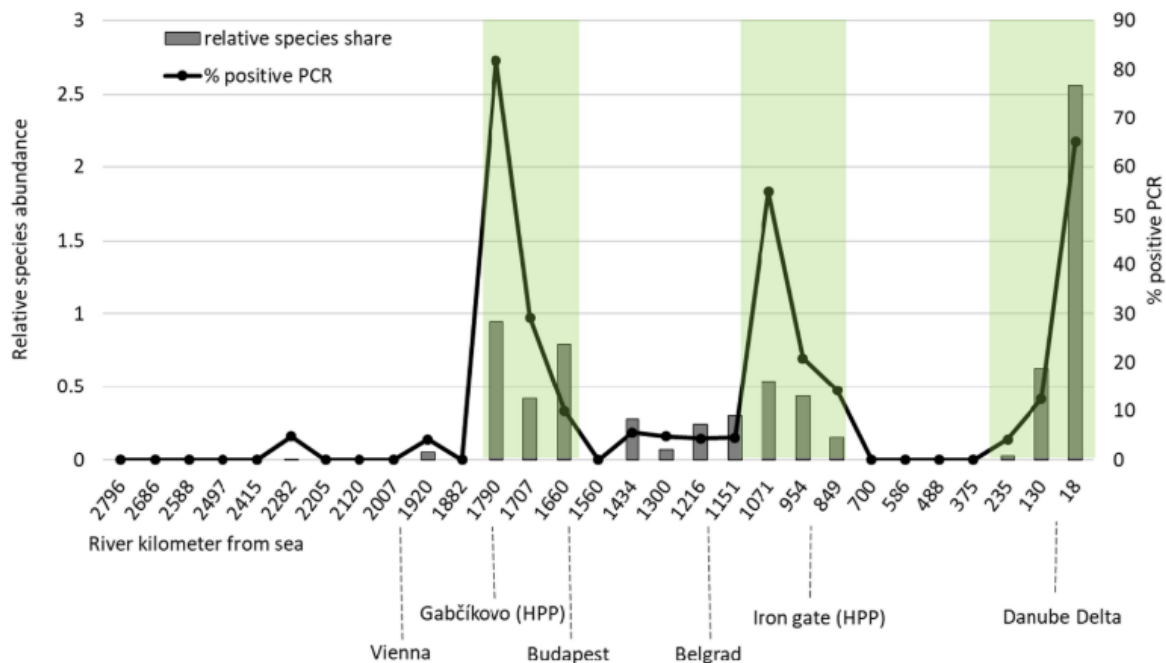 3
2.5
2
1.5
1
0.5
0
Relative species abundance
relative species share
% positive PCR
90
80
70
60
50
40
30
20
10
0
% positive PCR
2796 2686 2588 2497 2415 2282 2205 2120 2007 1920 1882 1790 1707 1660 1560 1434 1300 1216 1151 1071 954 849 700 586 488 375 235 130 18
River kilometer from sea
Gabčíkovo (HPP) Iron gate (HPP) Danube Delta
Vienna Budapest Belgrad